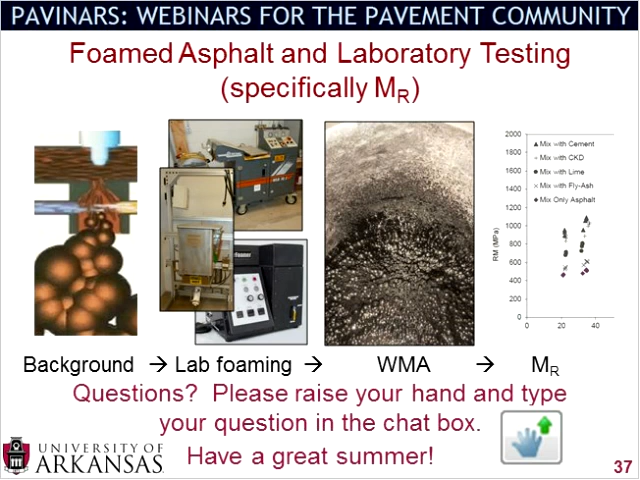 PAVINARS: WEBINARS FOR THE PAVEMENT COMMUNITY
Foamed Asphalt and Laboratory Testing
(specifically MR)
2000
1800
1600
1400
1200
1000
800
600
400
200
0
RM (MPa)
Mix with Cement
Mix with CKD
Mix with Lime
Mix with Fly-Ash
Mix Only Asphalt
0 20 40
Background → Lab foaming → WMA → MR
Questions? Please raise your hand and type
your question in the chat box.
Have a great summer!
UNIVERSITY OF
ARKANSAS
37